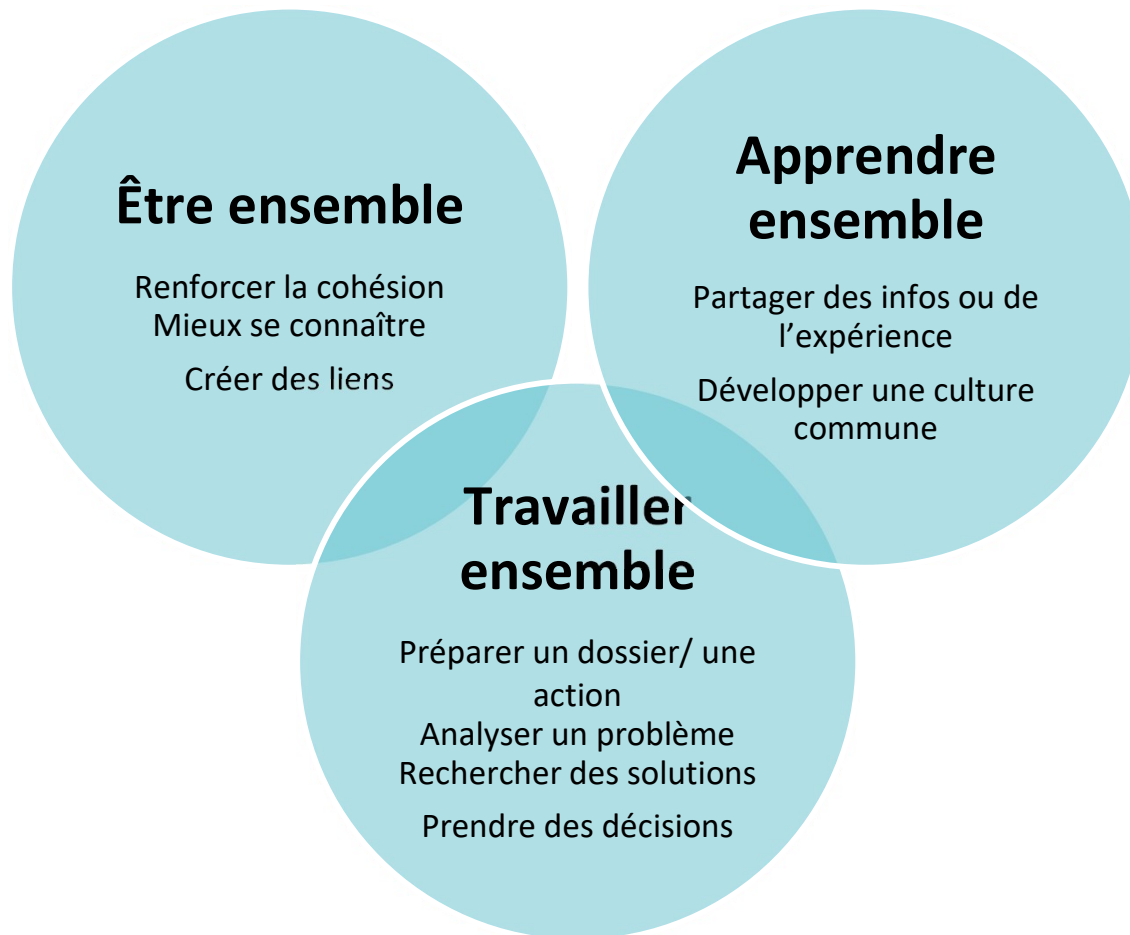 Être ensemble
Renforcer la cohésion
Mieux se connaître
Créer des liens
Apprendre
ensemble
Partager des infos ou de
l’expérience
Développer une culture
commune
Travailler
ensemble
Préparer un dossier/ une
action
Analyser un problème
Rechercher des solutions
Prendre des décisions